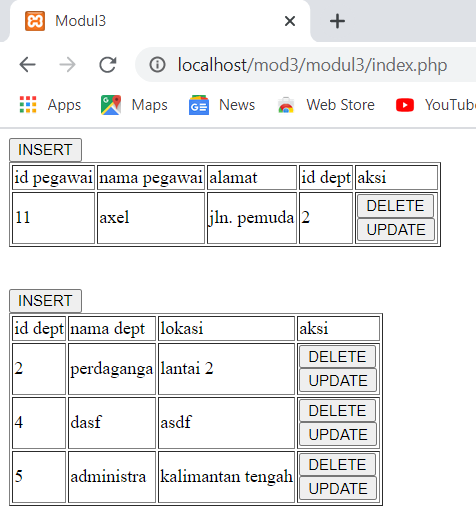 Modul3
localhost/mod3/modul3/index.php
Apps Maps News Web Store YouTube
INSERT
id pegawai nama pegawai alamat id dept aksi
11 axel jln. pemuda 2 DELETE
UPDATE
INSERT
id dept nama dept lokasi aksi
2 perdaganga lantai 2 DELETE
UPDATE
4 dasf asdf DELETE
UPDATE
5 administra kalimantan tengah DELETE
UPDATE